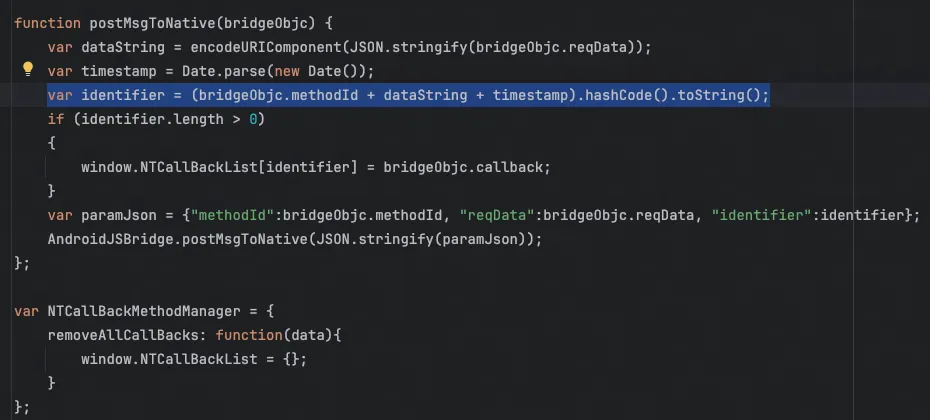 function postMsgToNative(bridgeObjc) {
var dataString = encodeURIComponent(JSON.stringify(bridgeObjc.reqData));
var timestamp = Date.parse(new Date());
var identifier = (bridgeObjc.methodId + dataString + timestamp).hashCode().toString();
if (identifier.length > 0)
{
window.NTCallBackList[identifier] = bridgeObjc.callback;
}
var paramJson = {"methodId":bridgeObjc.methodId, "reqData":bridgeObjc.reqData, "identifier":identifier};
AndroidJSBridge.postMsgToNative(JSON.stringify(paramJson));
};
var NTCallBackMethodManager = {
removeAllCallBacks: function(data){
window.NTCallBackList = {};
}
};